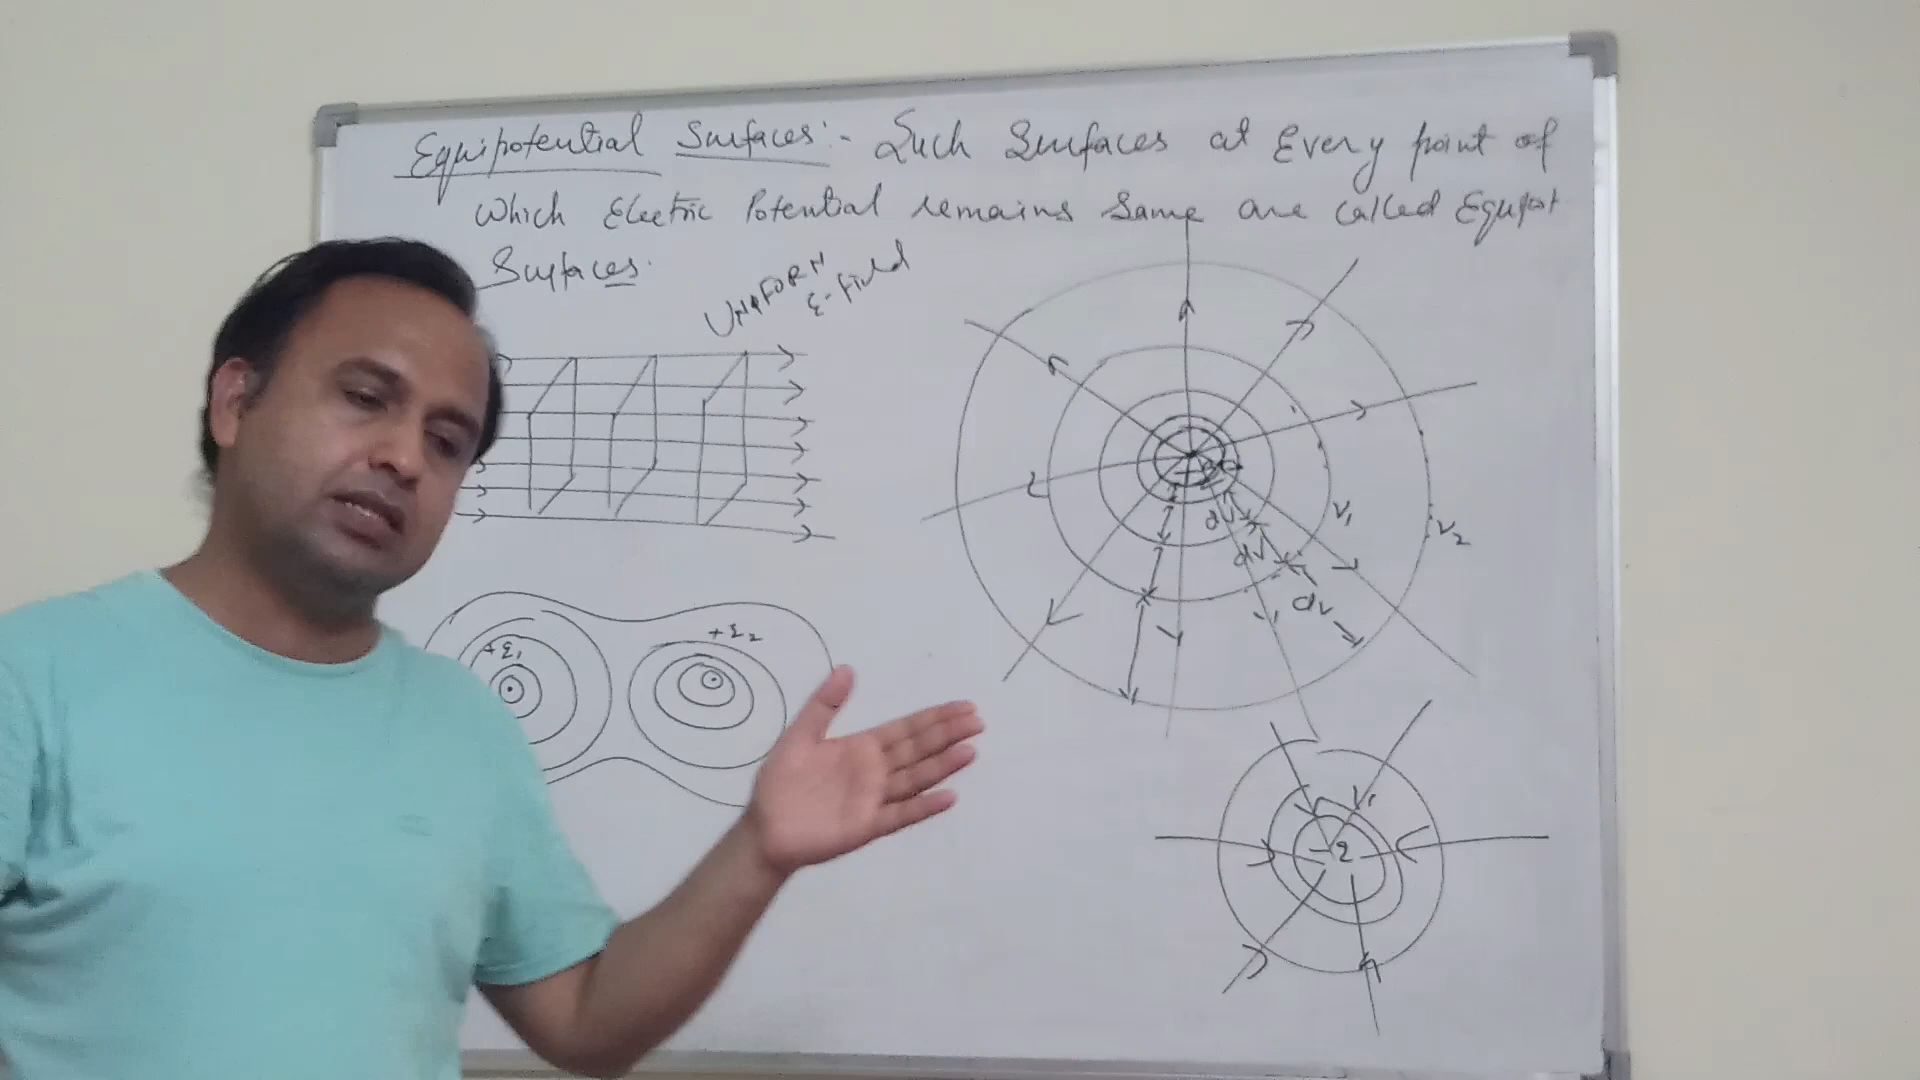 Equipotential Surfaces:- Such Surfaces at Every point of
which Electric Potential remains Same are called Equipot
Surfaces.
UNIFORM
E-Field
dv
dv
dv
V1
V2
+q1
+q2
-q